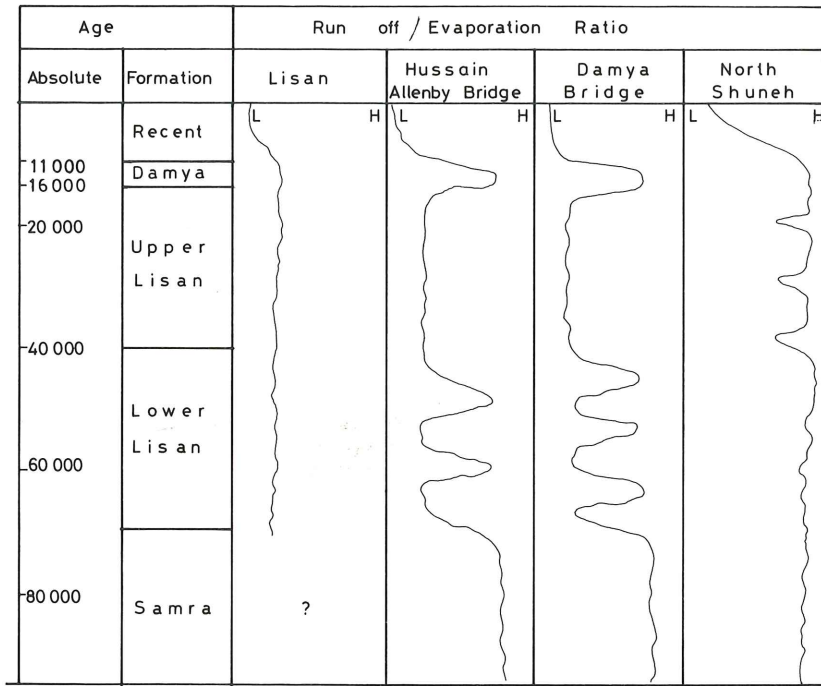 Age
Run off / Evaporation Ratio
Absolute
Formation
Lisan
Hussain
Allenby Bridge
Damya
Bridge
North
Shuneh
L H
L H
L H
L H
Recent
11 000
Damya
16 000
20 000
Upper
Lisan
40 000
Lower
Lisan
60 000
80 000
Samra
?